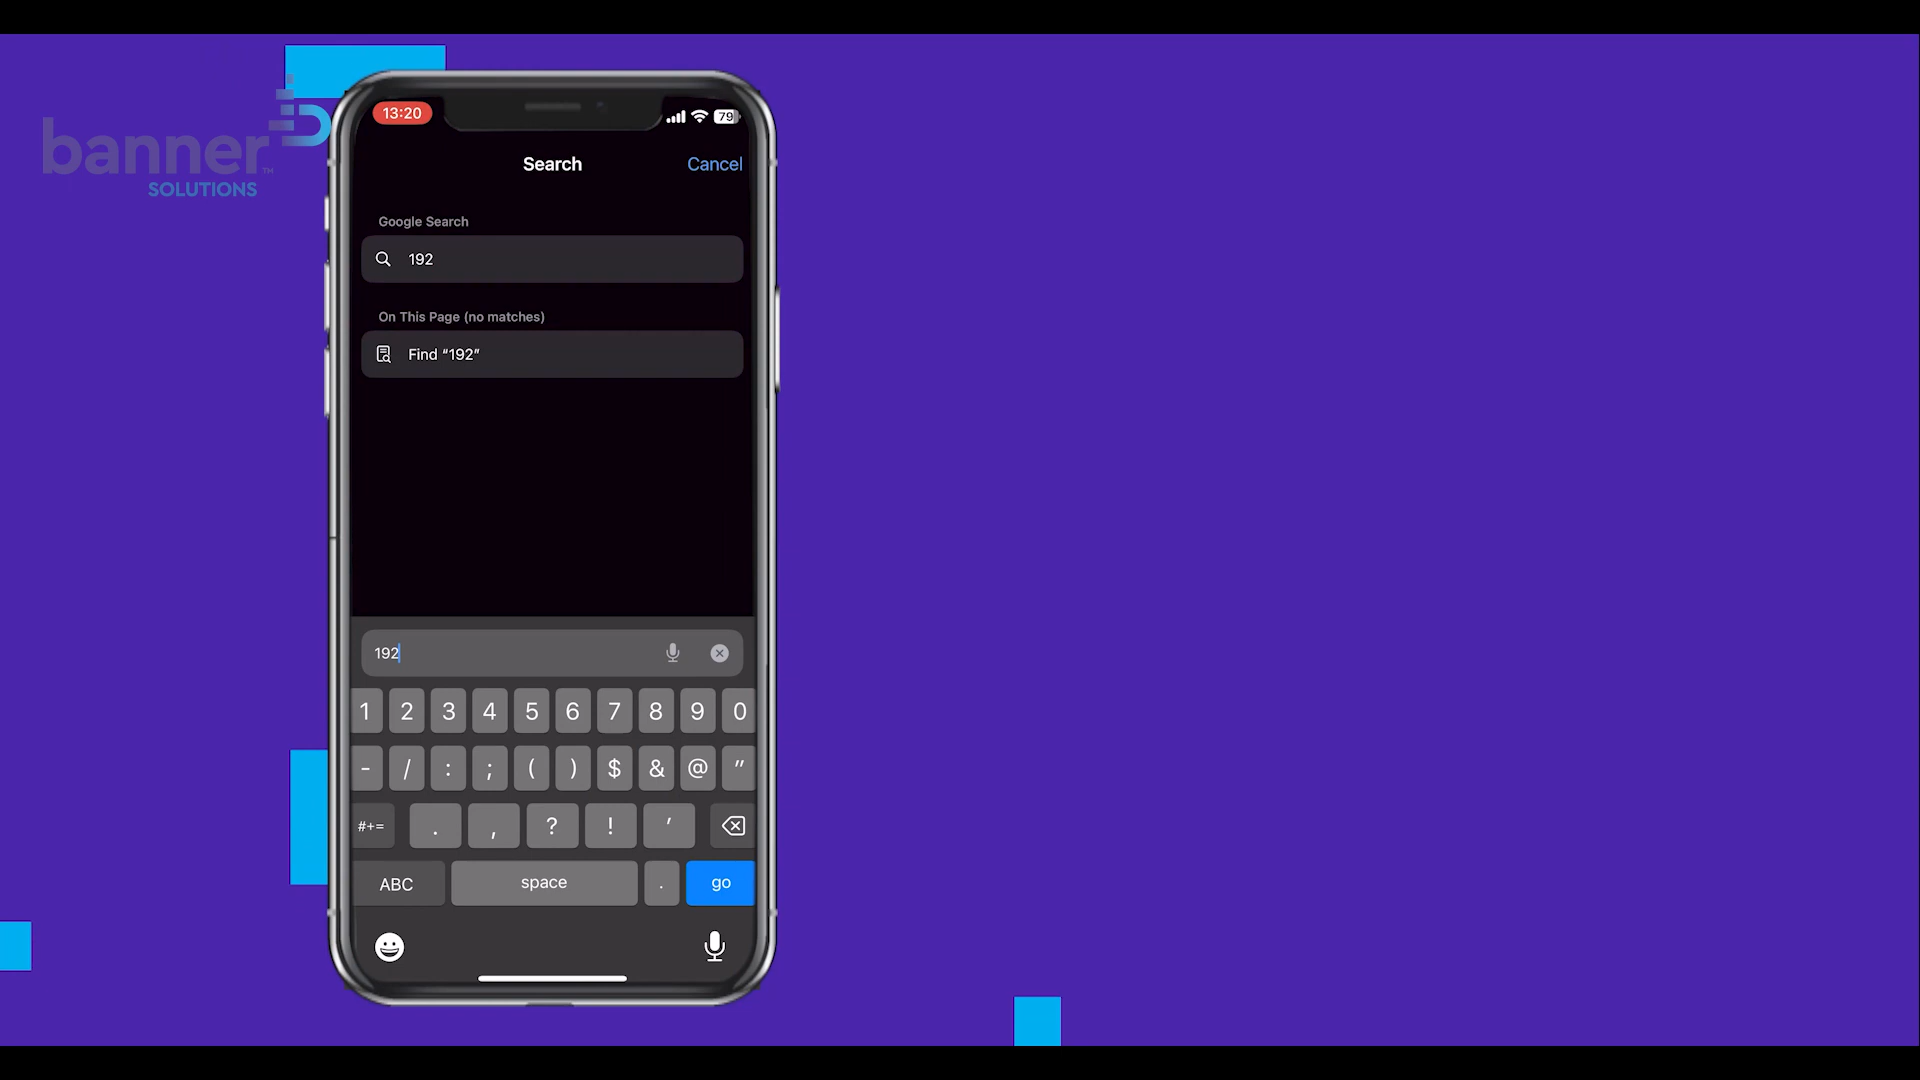 banner™
SOLUTIONS
13:20
79
Search
Cancel
Google Search
192
On This Page (no matches)
Find “192”
192
1 2 3 4 5 6 7 8 9 0
- / : ; ( ) $ & @ "
#+= . , ? ! '
ABC space . go